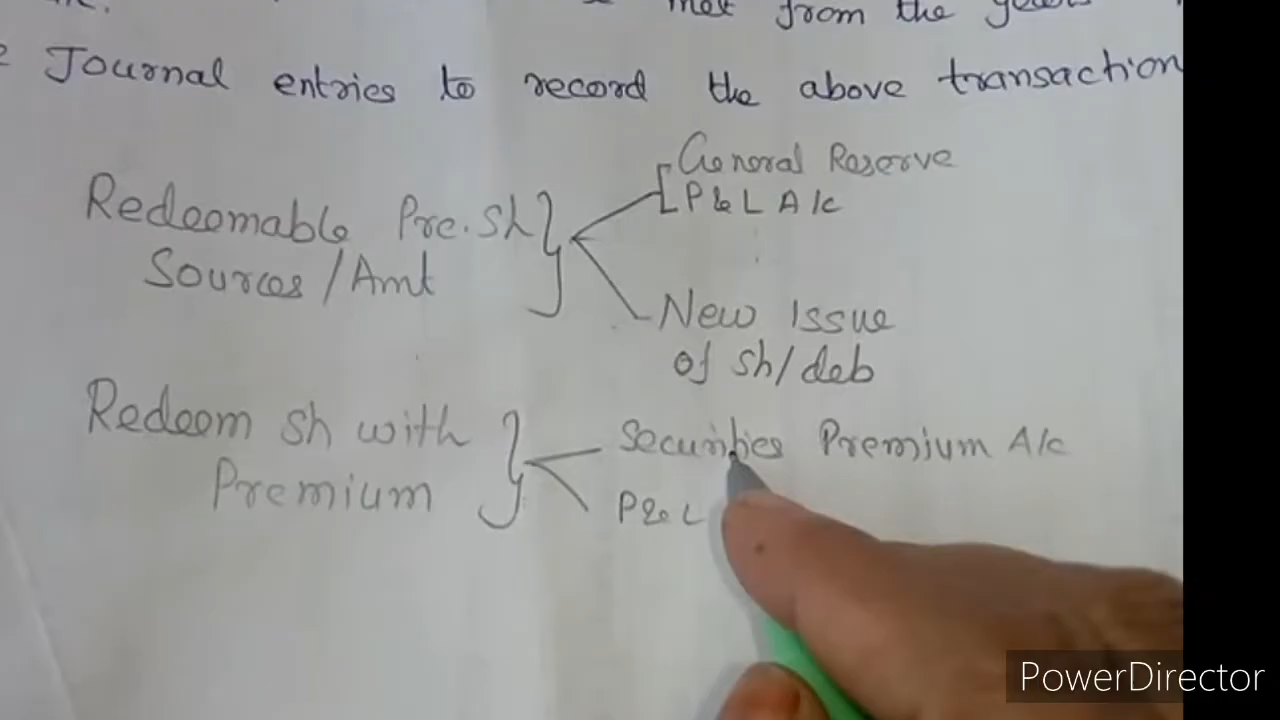 met from the
Journal entries to record the above transaction
Redeemable Pre.Sh
Sources/Amt
General Reserve
P&L A/c
New Issue
of Sh/deb
Redeem Sh with
Premium
Securities Premium A/c
P&L
PowerDirector